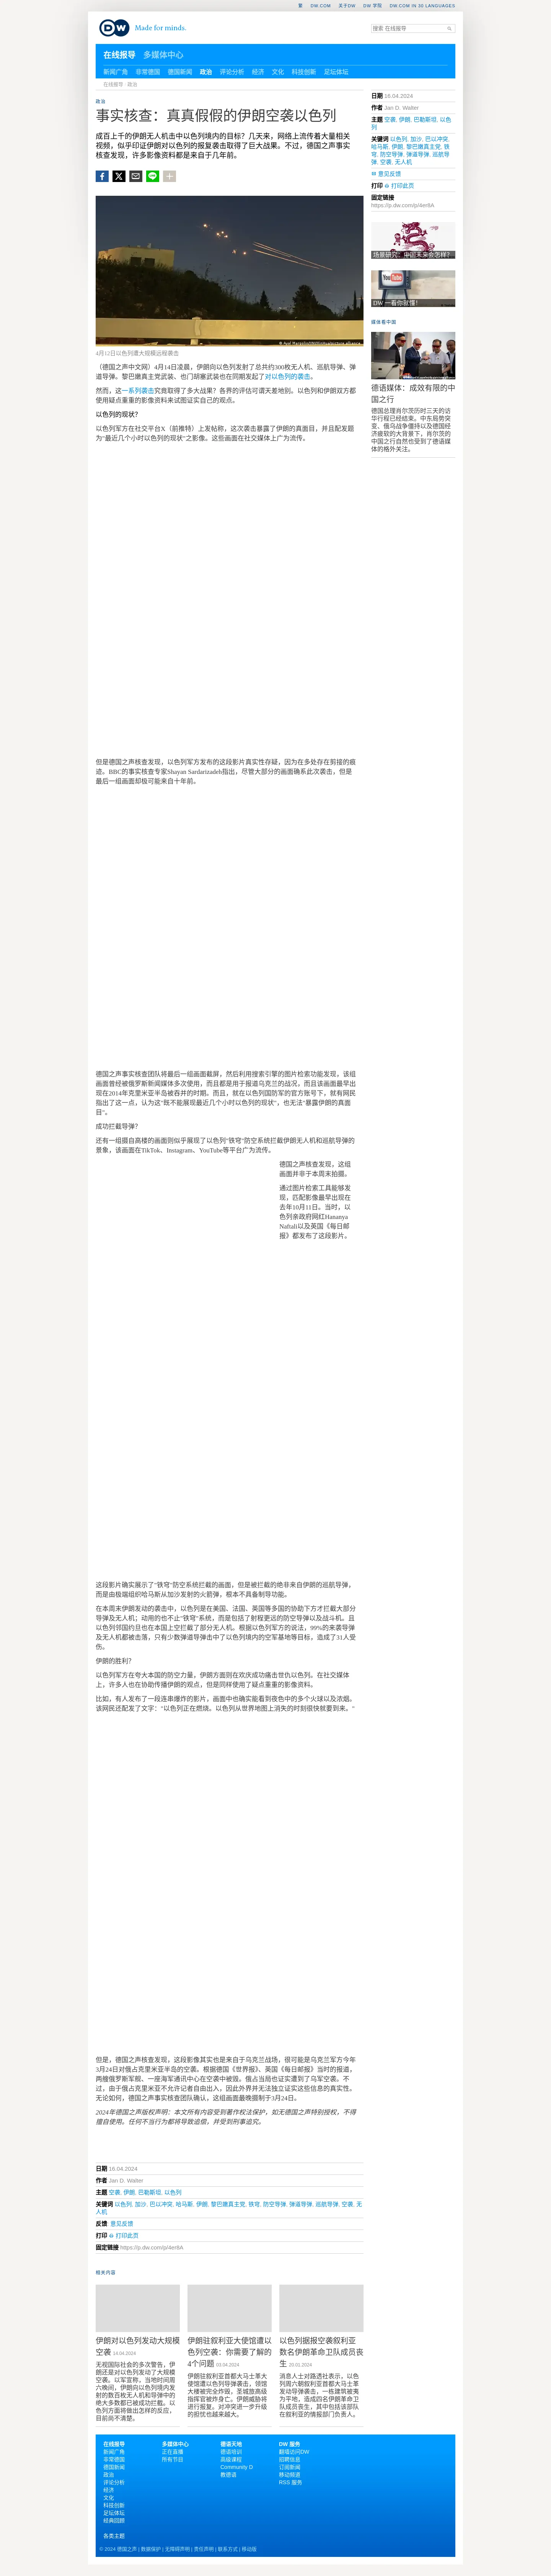 繁 DW.COM 关于DW DW 学院 DW.COM IN 30 LANGUAGES
DW Made for minds.
搜索 在线报导
在线报导 多媒体中心
新闻广角 非常德国 德国新闻 政治 评论分析 经济 文化 科技创新 足坛体坛
在线报导 政治
政治
事实核查：真真假假的伊朗空袭以色列
成百上千的伊朗无人机击中以色列境内的目标？几天来，网络上流传着大量相关
视频，似乎印证伊朗对以色列的报复袭击取得了巨大战果。不过，德国之声事实
核查发现，许多影像资料都是来自于几年前。
4月12日以色列遭大规模远程袭击
（德国之声中文网）4月14日凌晨，伊朗向以色列发射了总共约300枚无人机、巡航导弹、弹
道导弹。黎巴嫩真主党武装、也门胡塞武装也在同期发起了对以色列的袭击。
然而，这一系列袭击究竟取得了多大战果？各界的评估可谓天差地别。以色列和伊朗双方都
使用疑点重重的影像资料来试图证实自己的观点。
以色列的现状？
以色列军方在社交平台X（前推特）上发帖称，这次袭击暴露了伊朗的真面目，并且配发题
为"最近几个小时以色列的现状"之影像。这些画面在社交媒体上广为流传。
但是德国之声核查发现，以色列军方发布的这段影片真实性存疑，因为在多处存在剪接的痕
迹。BBC的事实核查专家Shayan Sardarizadeh指出，尽管大部分的画面确系此次袭击，但是
最后一组画面却极可能来自十年前。
德国之声事实核查团队将最后一组画面截屏，然后利用搜索引擎的图片检索功能发现，该组
画面曾经被俄罗斯新闻媒体多次使用，而且都是用于报道乌克兰的战况，而且该画面最早出
现在2014年克里米亚半岛被吞并的时期。而且，就在以色列国防军的官方账号下，就有网民
指出了这一点，认为这"既不能展现最近几个小时以色列的现状"，也无法"暴露伊朗的真面
目"。
成功拦截导弹？
还有一组摄自高楼的画面则似乎展现了以色列"铁穹"防空系统拦截伊朗无人机和巡航导弹的
景象，该画面在TikTok、Instagram、YouTube等平台广为流传。
德国之声核查发现，这组
画面并非于本周末拍摄。
通过图片检索工具能够发
现，匹配影像最早出现在
去年10月11日。当时，以
色列亲政府网红Hananya
Naftali以及英国《每日邮
报》都发布了这段影片。
这段影片确实展示了"铁穹"防空系统拦截的画面，但是被拦截的绝非来自伊朗的巡航导弹，
而是由极端组织哈马斯从加沙发射的火箭弹，根本不具备制导功能。
在本周末伊朗发动的袭击中，以色列是在美国、法国、英国等多国的协助下方才拦截大部分
导弹及无人机；动用的也不止"铁穹"系统，而是包括了射程更远的防空导弹以及战斗机。且
以色列邻国约旦也在本国上空拦截了部分无人机。根据以色列军方的说法，99%的来袭导弹
及无人机都被击落，只有少数弹道导弹击中了以色列境内的空军基地等目标，造成了31人受
伤。
伊朗的胜利？
以色列军方在夸大本国的防空力量，伊朗方面则在欢庆成功痛击世仇以色列。在社交媒体
上，许多人也在协助传播伊朗的观点，但是同样使用了疑点重重的影像资料。
比如，有人发布了一段连串爆炸的影片，画面中也确实能看到夜色中的多个火球以及浓烟。
该网民还配发了文字："以色列正在燃烧。以色列从世界地图上消失的时刻很快就要到来。"
但是，德国之声核查发现，这段影像其实也是来自于乌克兰战场，很可能是乌克兰军方今年
3月24日对俄占克里米亚半岛的空袭。根据德国《世界报》、英国《每日邮报》当时的报道，
两艘俄罗斯军舰、一座海军通讯中心在空袭中被毁。俄占当局也证实遭到了乌军空袭。不
过，由于俄占克里米亚不允许记者自由出入，因此外界并无法独立证实这些信息的真实性。
无论如何，德国之声事实核查团队确认，这组画面最晚摄制于3月24日。
2024年德国之声版权声明：本文所有内容受到著作权法保护，如无德国之声特别授权，不得
擅自使用。任何不当行为都将导致追偿，并受到刑事追究。
日期 16.04.2024
作者 Jan D. Walter
主题 空袭, 伊朗, 巴勒斯坦, 以色列
关键词 以色列, 加沙, 巴以冲突, 哈马斯, 伊朗, 黎巴嫩真主党, 铁穹, 防空导弹, 弹道导弹, 巡航导弹, 空袭, 无
人机
反馈 :意见反馈
打印 打印此页
固定链接 https://p.dw.com/p/4er8A
相关内容
伊朗对以色列发动大规模
空袭 14.04.2024
无视国际社会的多次警告，伊
朗还是对以色列发动了大规模
空袭。以军宣称，当地时间周
六晚间，伊朗向以色列境内发
射的数百枚无人机和导弹中的
绝大多数都已被成功拦截。以
色列方面将做出怎样的反应，
目前尚不清楚。
伊朗驻叙利亚大使馆遭以
色列空袭：你需要了解的
4个问题 03.04.2024
伊朗驻叙利亚首都大马士革大
使馆遭以色列导弹袭击，领馆
大楼被完全炸毁，圣城旅高级
指挥官被炸身亡。伊朗威胁将
进行报复。对冲突进一步升级
的担忧也越来越大。
以色列据报空袭叙利亚
数名伊朗革命卫队成员丧
生 20.01.2024
消息人士对路透社表示，以色
列周六朝叙利亚首都大马士革
发动导弹袭击，一栋建筑被夷
为平地，造成四名伊朗革命卫
队成员丧生，其中包括该部队
在叙利亚的情报部门负责人。
日期 16.04.2024
作者 Jan D. Walter
主题 空袭, 伊朗, 巴勒斯坦, 以色
列
关键词 以色列, 加沙, 巴以冲突,
哈马斯, 伊朗, 黎巴嫩真主党, 铁
穹, 防空导弹, 弹道导弹, 巡航导
弹, 空袭, 无人机
意见反馈
打印 打印此页
固定链接
https://p.dw.com/p/4er8A
场景研究：中国未来会怎样？
YouTube
DW 一看你就懂！
媒体看中国
德语媒体：成效有限的中
国之行
德国总理肖尔茨历时三天的访
华行程已经结束。中东局势突
变、俄乌战争僵持以及德国经
济疲软的大背景下，肖尔茨的
中国之行自然也受到了德语媒
体的格外关注。
在线报导
新闻广角
非常德国
德国新闻
政治
评论分析
经济
文化
科技创新
足坛体坛
经典回顾
各类主题
多媒体中心
正在直播
所有节目
德语天地
德语培训
高级课程
Community D
教德语
DW 服务
翻墙访问DW
招聘信息
订阅新闻
移动频道
RSS 服务
© 2024 德国之声 | 数据保护 | 无障碍声明 | 责任声明 | 联系方式 | 移动版